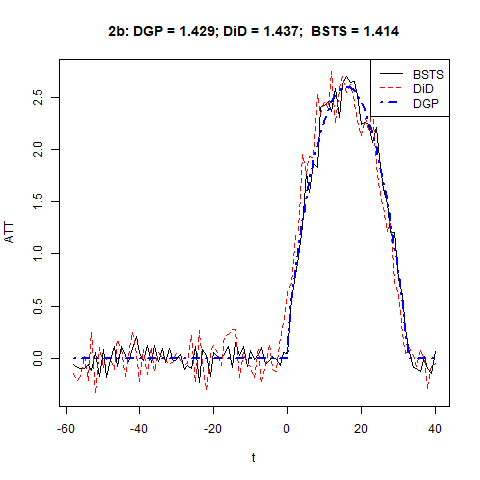 2b: DGP = 1.429; DiD = 1.437; BSTS = 1.414
BSTS
DiD
DGP
ATT
2.5
2.0
1.5
1.0
0.5
0.0
-60 -40 -20 0 20 40
t